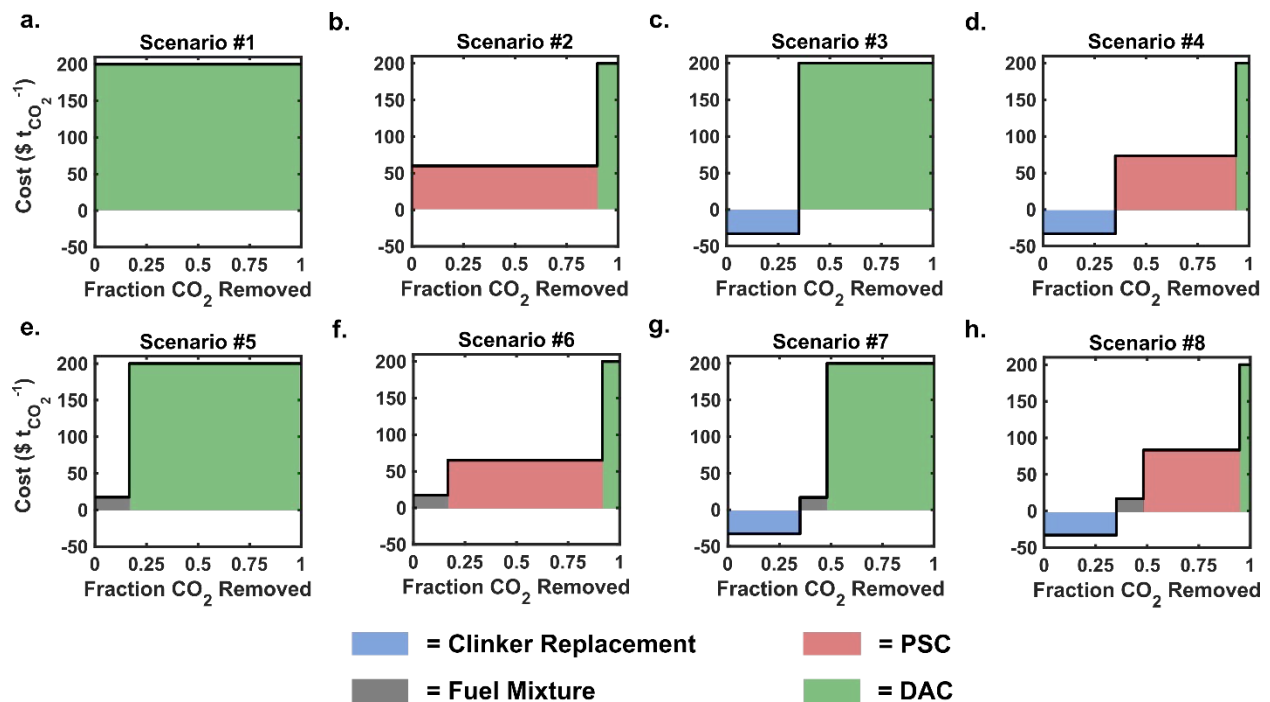 a. b. c. d.
Scenario #1 Scenario #2 Scenario #3 Scenario #4
Cost ($ t_CO₂⁻¹)
200 200 200 200
150 150 150 150
100 100 100 100
50 50 50 50
0 0 0 0
-50 -50 -50 -50
0 0.25 0.5 0.75 1 0 0.25 0.5 0.75 1 0 0.25 0.5 0.75 1 0 0.25 0.5 0.75 1
Fraction CO₂ Removed Fraction CO₂ Removed Fraction CO₂ Removed Fraction CO₂ Removed
e. f. g. h.
Scenario #5 Scenario #6 Scenario #7 Scenario #8
Cost ($ t_CO₂⁻¹)
200 200 200 200
150 150 150 150
100 100 100 100
50 50 50 50
0 0 0 0
-50 -50 -50 -50
0 0.25 0.5 0.75 1 0 0.25 0.5 0.75 1 0 0.25 0.5 0.75 1 0 0.25 0.5 0.75 1
Fraction CO₂ Removed Fraction CO₂ Removed Fraction CO₂ Removed Fraction CO₂ Removed
= Clinker Replacement = PSC
= Fuel Mixture = DAC